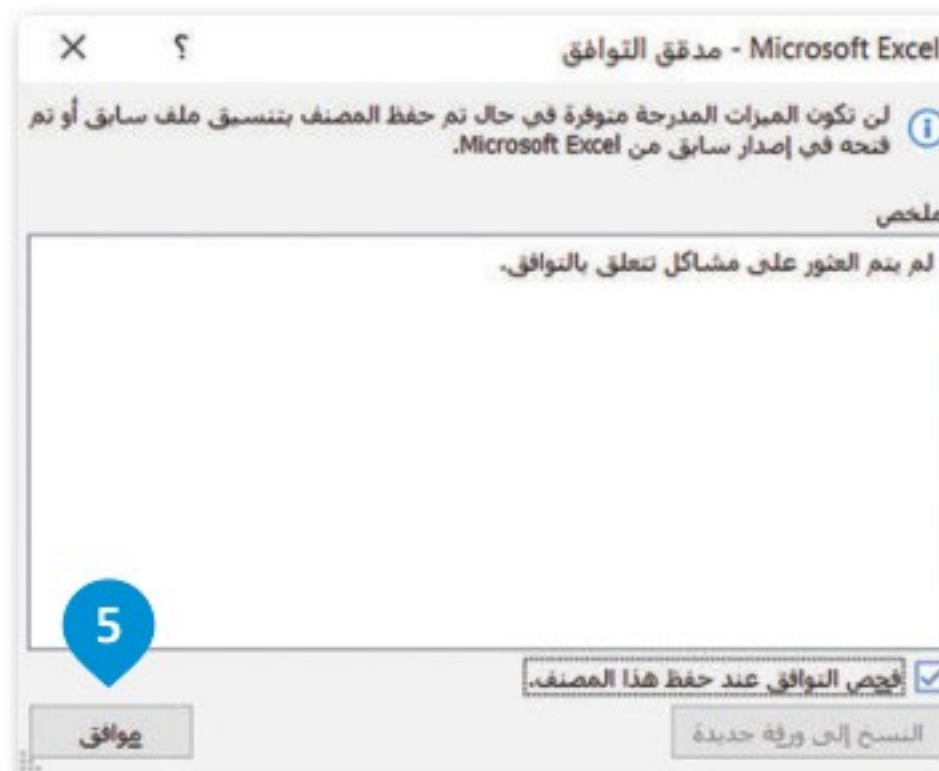 Microsoft Excel - مدقق التوافق ؟ ×
لن تكون الميزات المدرجة متوفرة في حال تم حفظ المصنف بتنسيق ملف سابق أو تم
فتحه في إصدار سابق من Microsoft Excel.
ملخص
لم يتم العثور على مشاكل تتعلق بالتوافق.
5
فحص التوافق عند حفظ هذا المصنف.
النسخ إلى ورقة جديدة
موافق